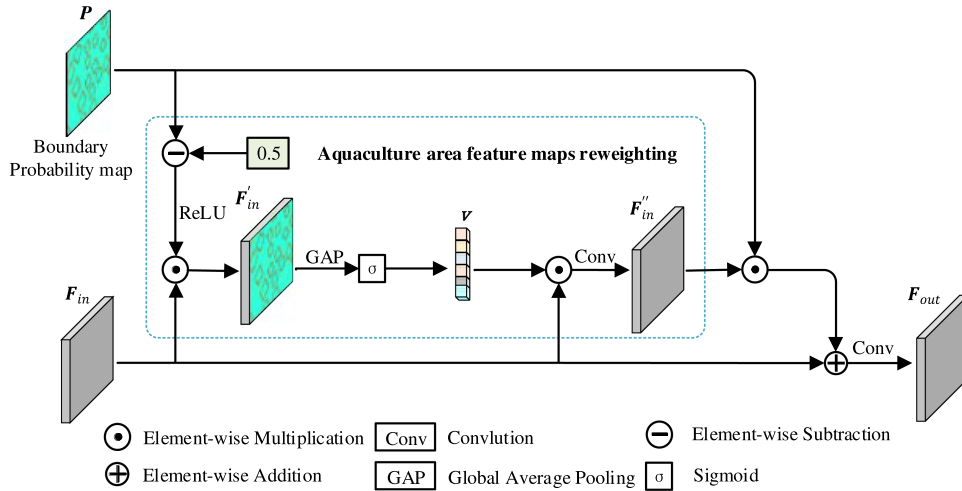 P
Boundary
Probability map
0.5
Aquaculture area feature maps reweighting
ReLU
F'in
GAP
σ
v
Conv
F''in
Fin
Conv
Fout
Element-wise Multiplication
Conv
Convlution
Element-wise Subtraction
Element-wise Addition
GAP
Global Average Pooling
σ
Sigmoid